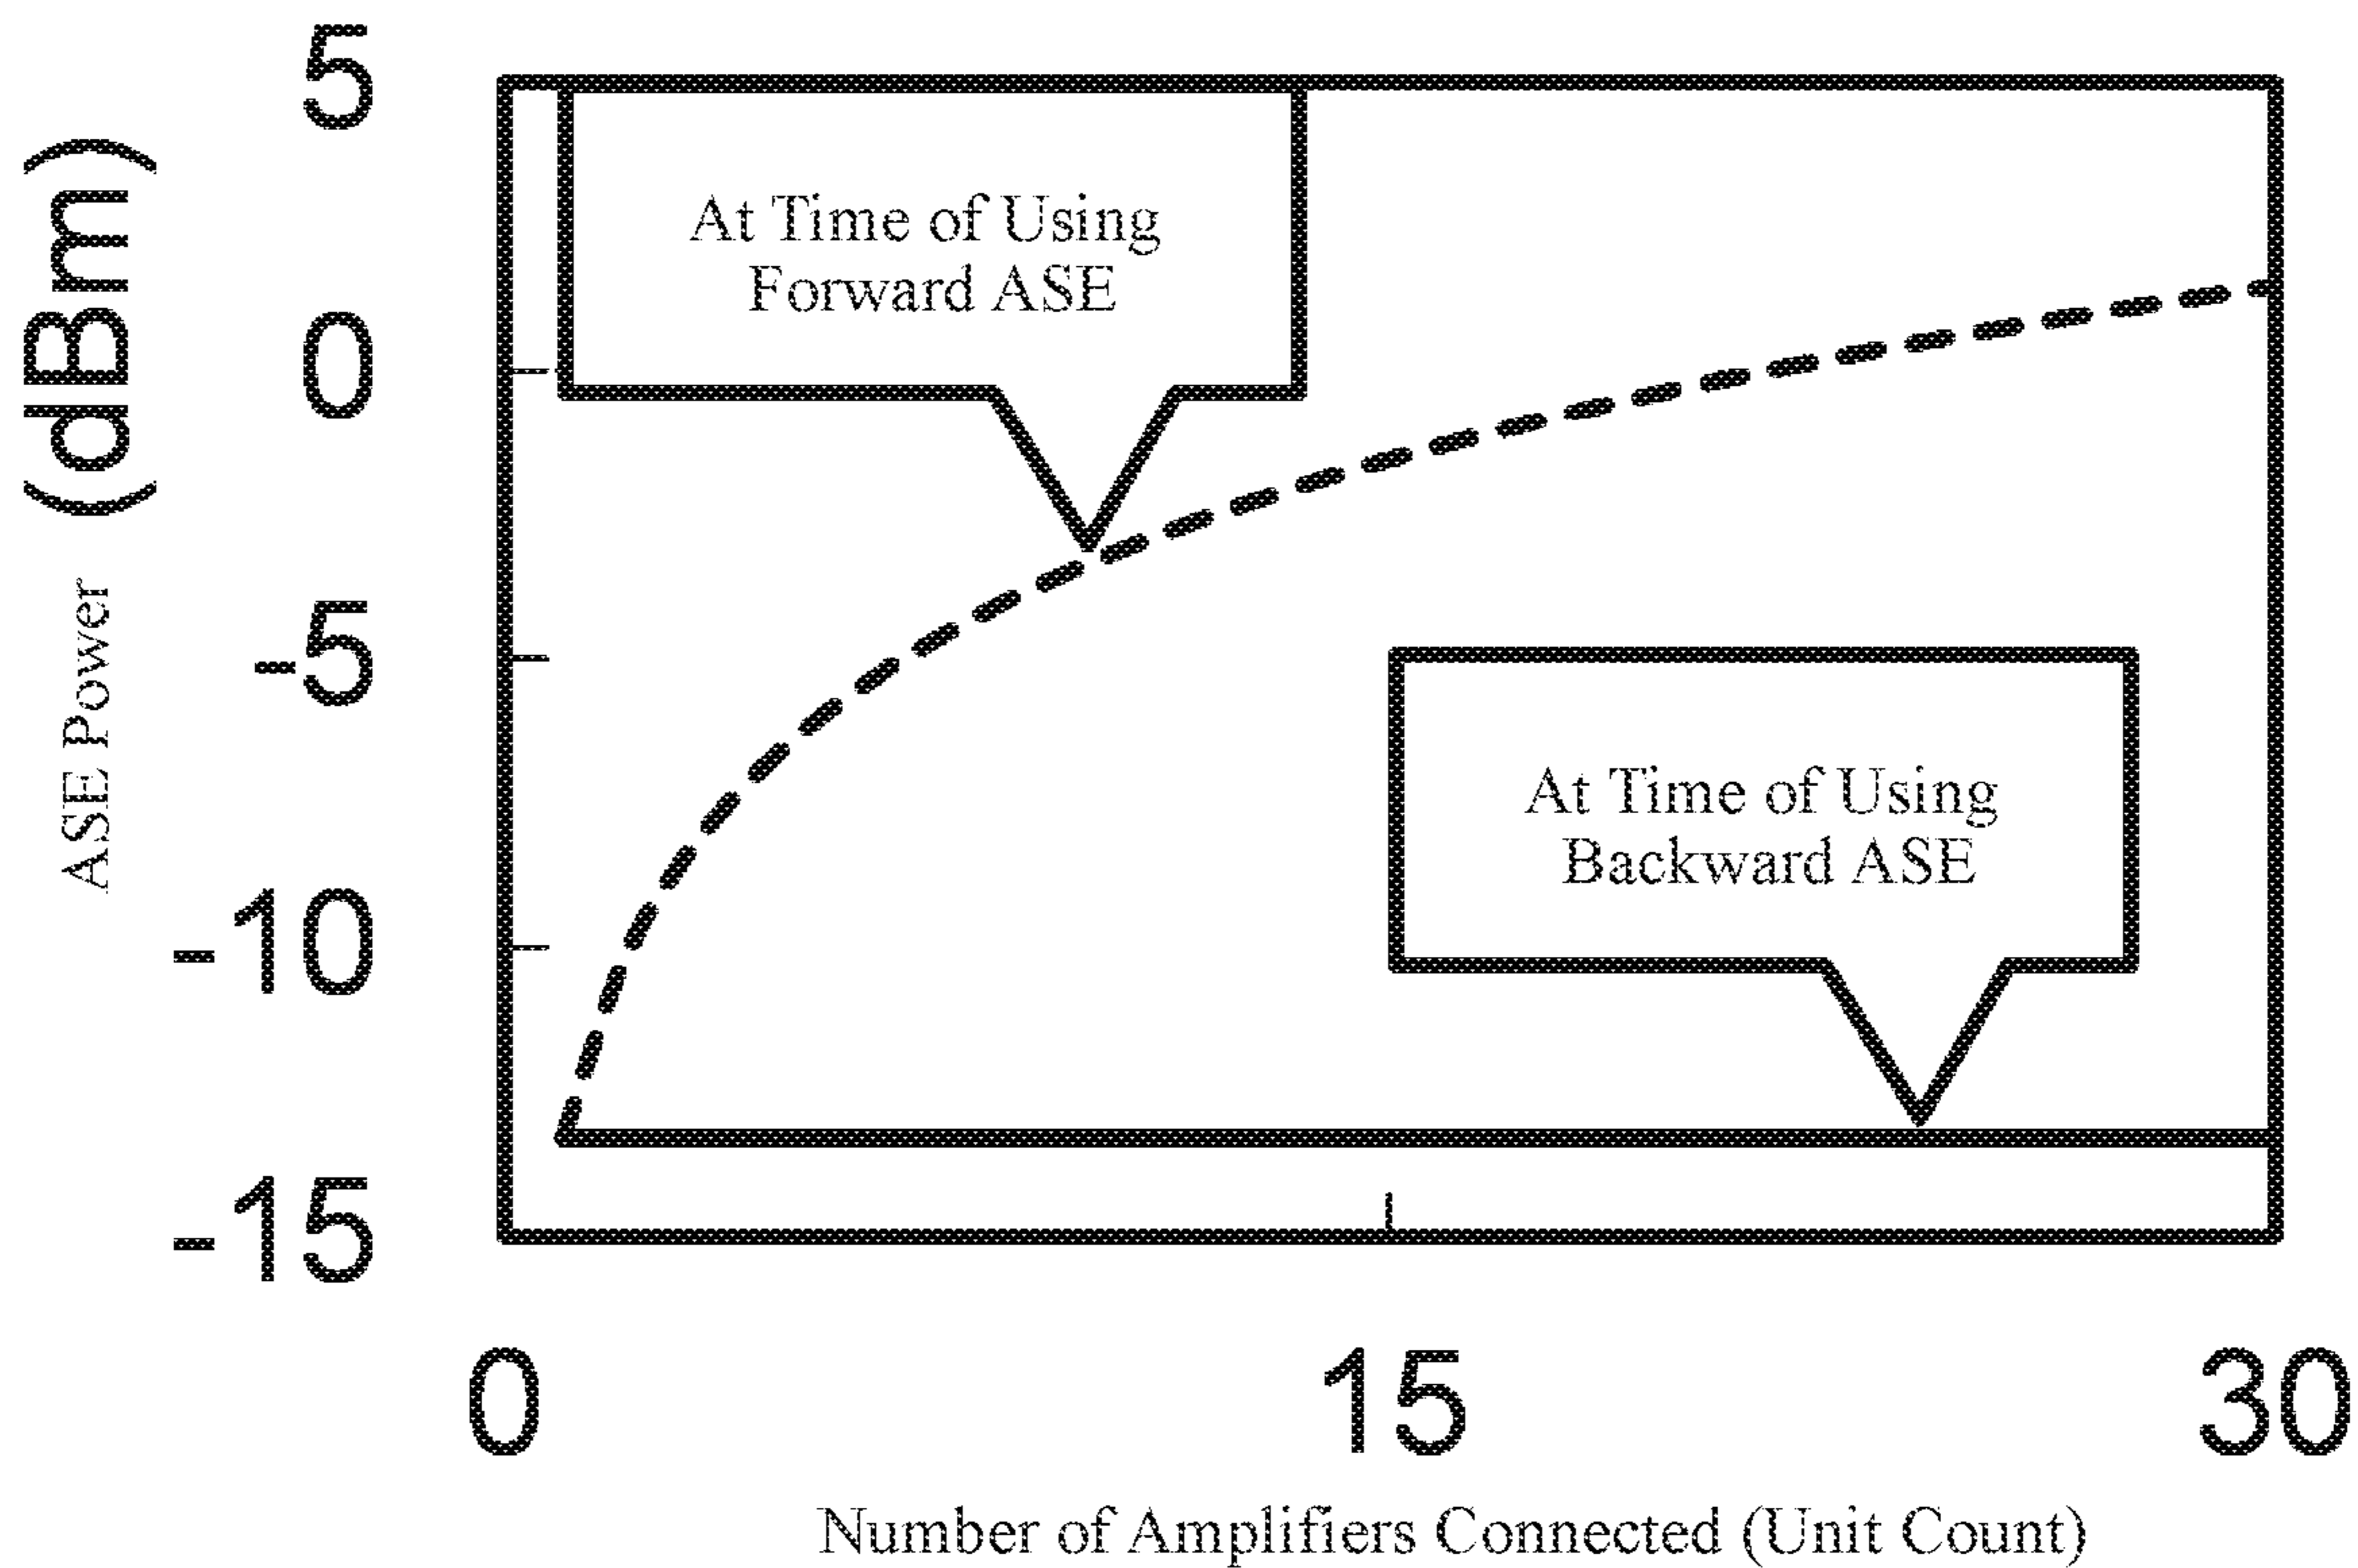 5
0
-5
-10
-15
ASE Power (dBm)
At Time of Using
Forward ASE
At Time of Using
Backward ASE
0 15 30
Number of Amplifiers Connected (Unit Count)